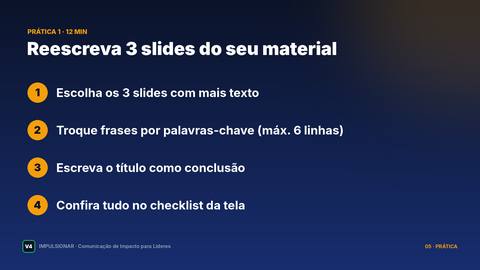 PRÁTICA 1 · 12 MIN
Reescreva 3 slides do seu material
1 Escolha os 3 slides com mais texto
2 Troque frases por palavras-chave (máx. 6 linhas)
3 Escreva o título como conclusão
4 Confira tudo no checklist da tela
V4 IMPULSIONAR · Comunicação de Impacto para Líderes
05 · PRÁTICA